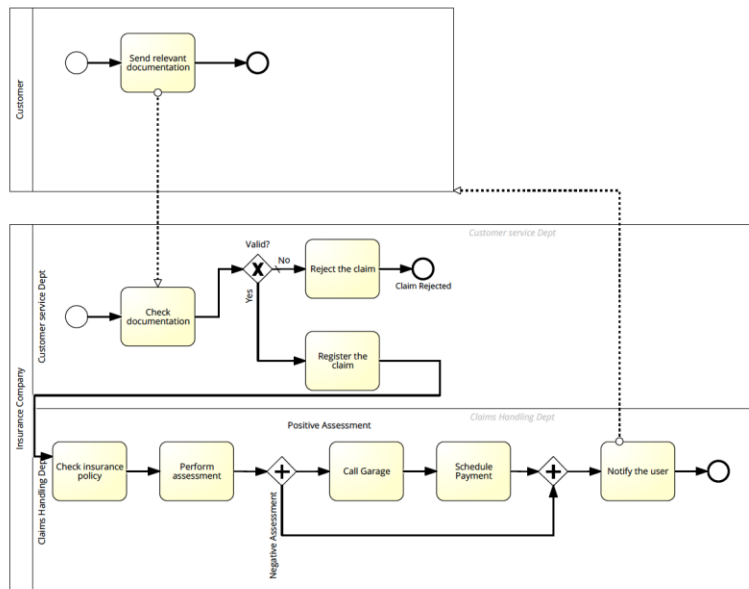 Customer
Send relevant
documentation
Insurance Company
Customer service Dept
Customer service Dept
Check
documentation
Valid?
No
Yes
Reject the claim
Claim Rejected
Register the
claim
Claims Handling Dept
Claims Handling Dept
Check insurance
policy
Perform
assessment
Positive Assessment
Negative Assessment
Call Garage
Schedule
Payment
Notify the user